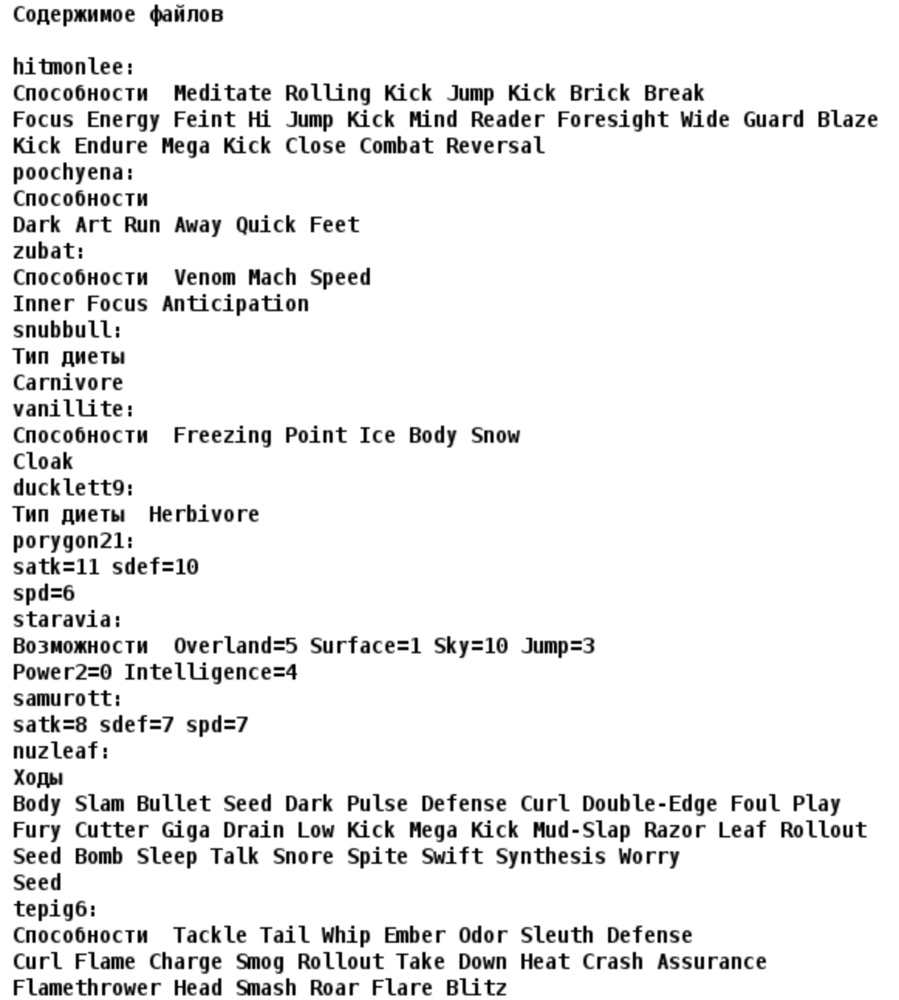 Содержимое файлов
hitmonlee:
Способности  Meditate Rolling Kick Jump Kick Brick Break
Focus Energy Feint Hi Jump Kick Mind Reader Foresight Wide Guard Blaze
Kick Endure Mega Kick Close Combat Reversal
poochyena:
Способности
Dark Art Run Away Quick Feet
zubat:
Способности  Venom Mach Speed
Inner Focus Anticipation
snubbull:
Тип диеты
Carnivore
vanillite:
Способности  Freezing Point Ice Body Snow
Cloak
ducklett9:
Тип диеты  Herbivore
porygon21:
satk=11 sdef=10
spd=6
staravia:
Возможности  Overland=5 Surface=1 Sky=10 Jump=3
Power2=0 Intelligence=4
samurott:
satk=8 sdef=7 spd=7
nuzleaf:
Ходы
Body Slam Bullet Seed Dark Pulse Defense Curl Double-Edge Foul Play
Fury Cutter Giga Drain Low Kick Mega Kick Mud-Slap Razor Leaf Rollout
Seed Bomb Sleep Talk Snore Spite Swift Synthesis Worry
Seed
tepig6:
Способности  Tackle Tail Whip Ember Odor Sleuth Defense
Curl Flame Charge Smog Rollout Take Down Heat Crash Assurance
Flamethrower Head Smash Roar Flare Blitz